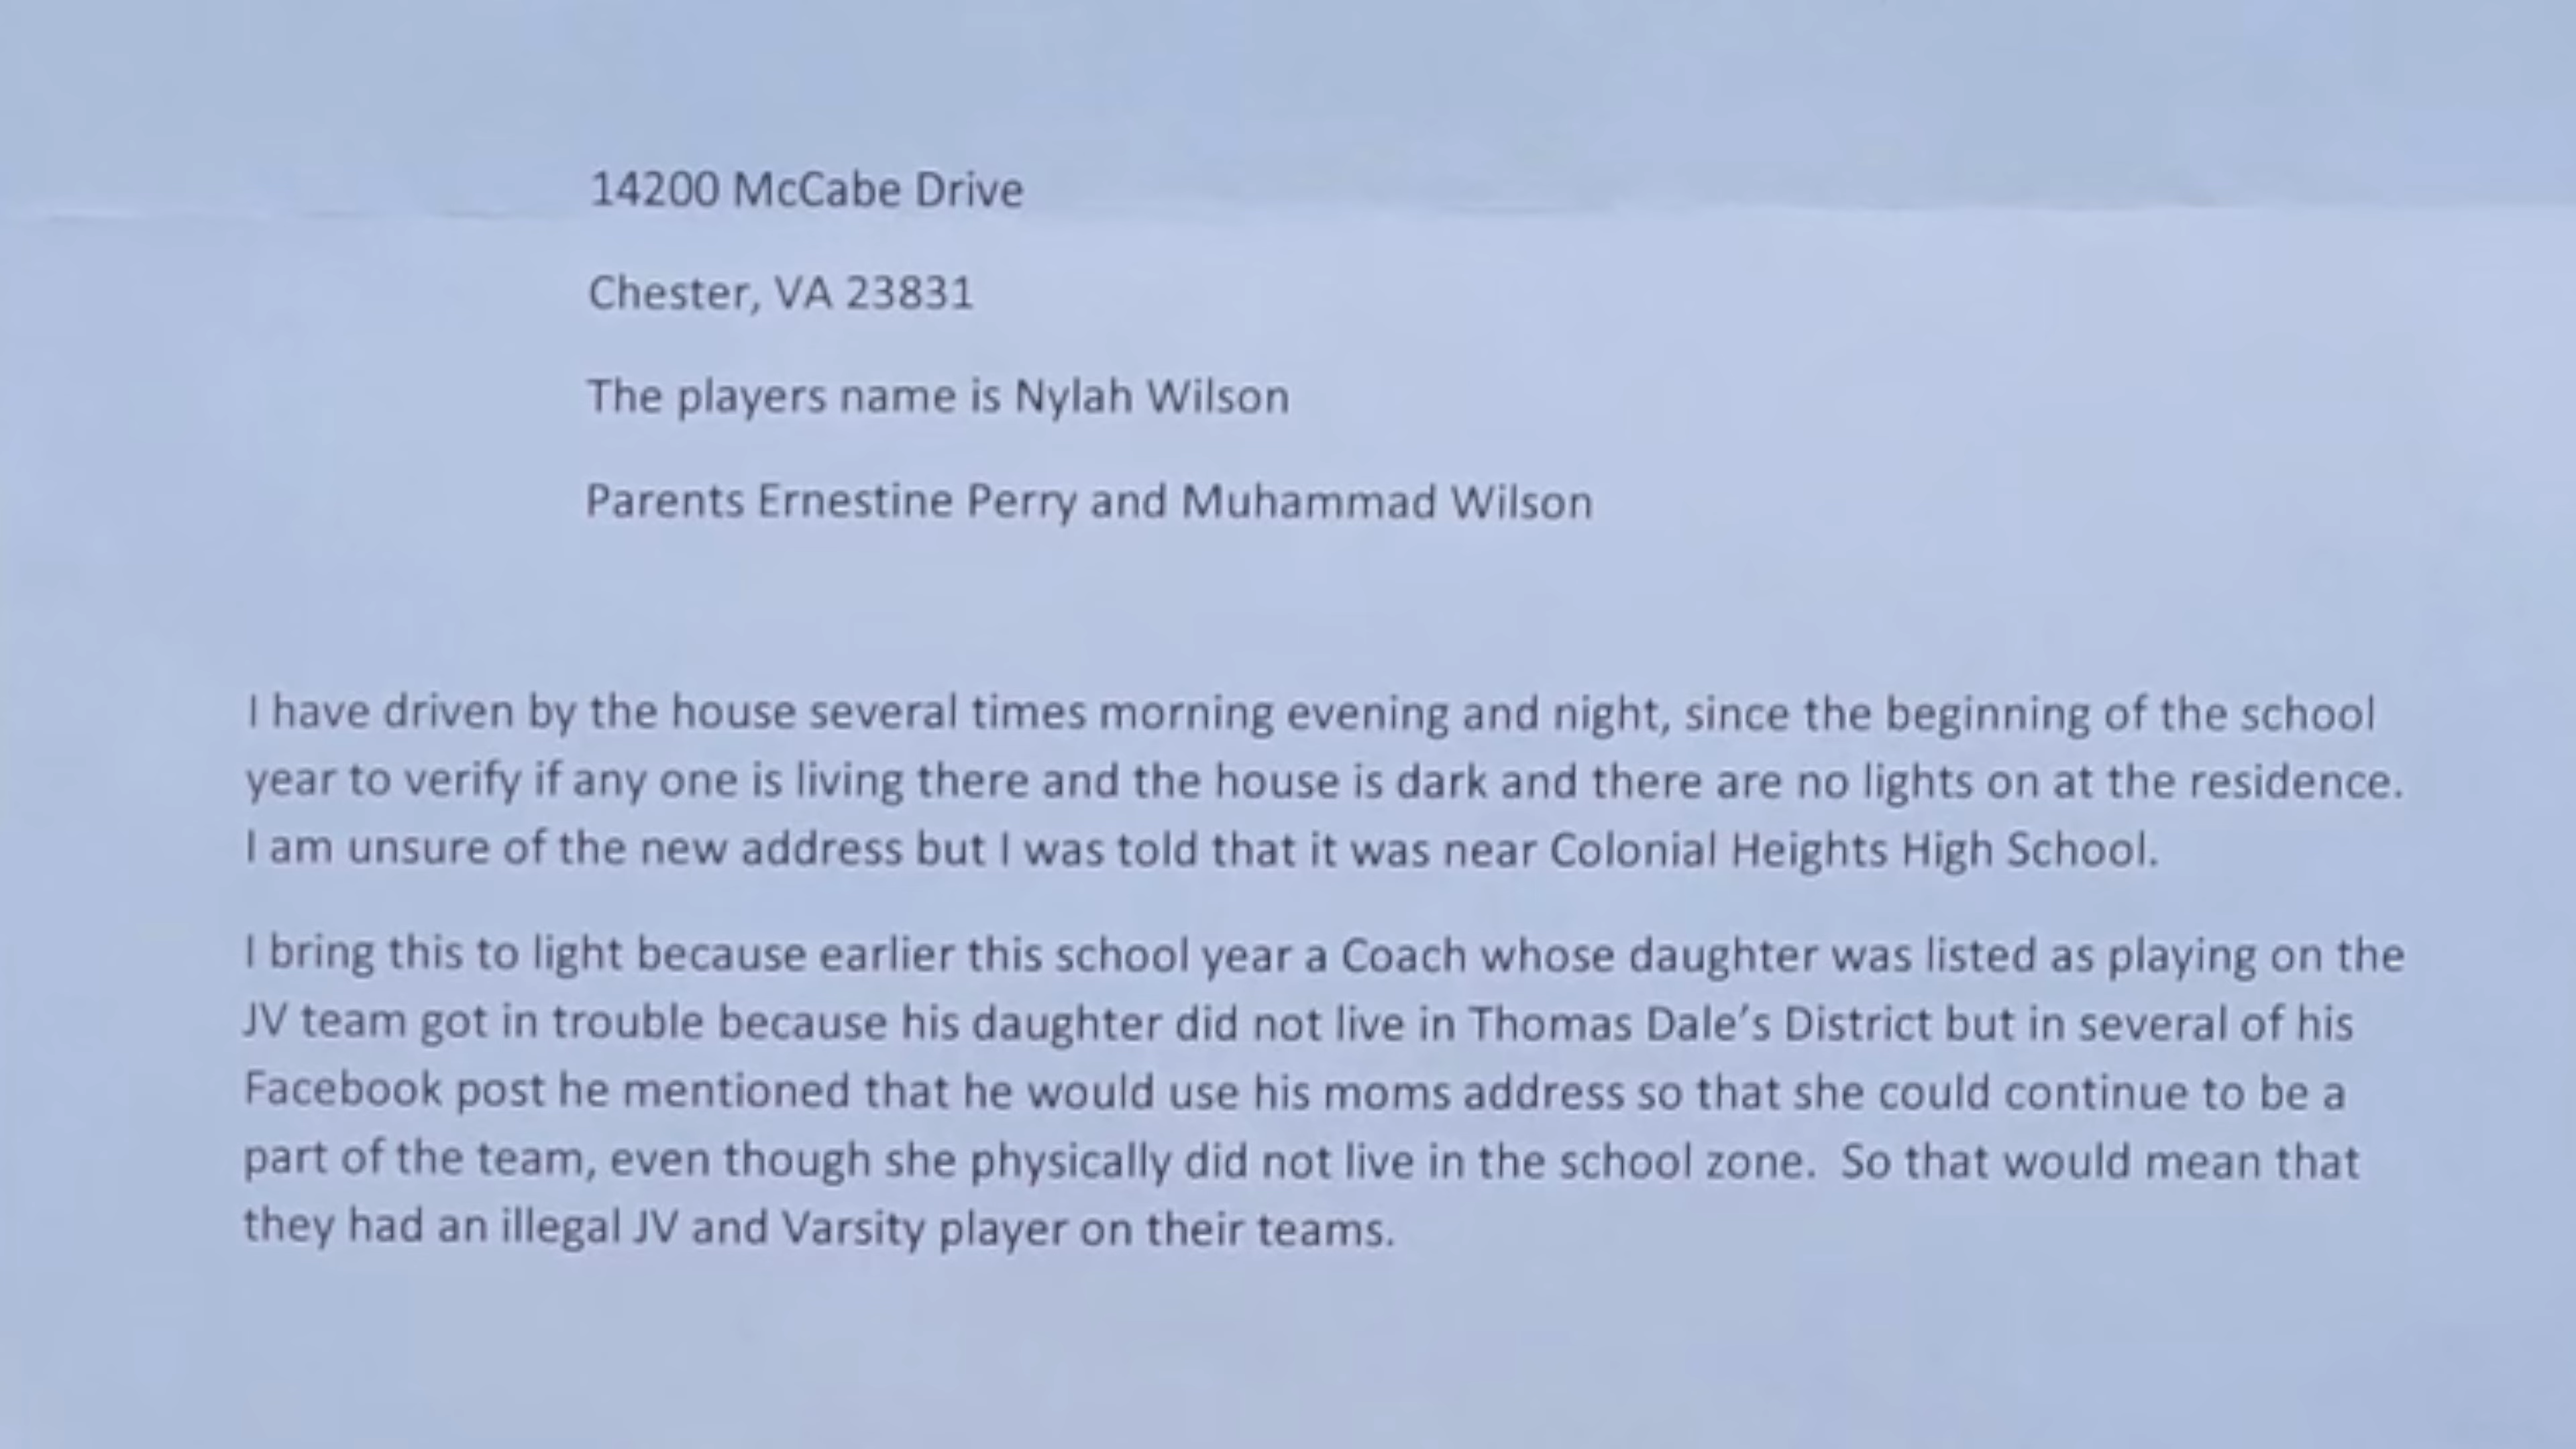 14200 McCabe Drive
Chester, VA 23831
The players name is Nylah Wilson
Parents Ernestine Perry and Muhammad Wilson
I have driven by the house several times morning evening and night, since the beginning of the school
year to verify if any one is living there and the house is dark and there are no lights on at the residence.
I am unsure of the new address but I was told that it was near Colonial Heights High School.
I bring this to light because earlier this school year a Coach whose daughter was listed as playing on the
JV team got in trouble because his daughter did not live in Thomas Dale's District but in several of his
Facebook post he mentioned that he would use his moms address so that she could continue to be a
part of the team, even though she physically did not live in the school zone.  So that would mean that
they had an illegal JV and Varsity player on their teams.